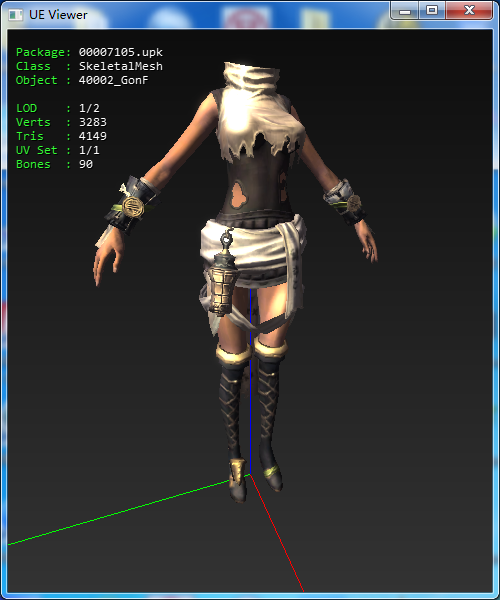 UE Viewer
Package: 00007105.upk
Class : SkeletalMesh
Object : 40002_GonF
LOD : 1/2
Verts : 3283
Tris : 4149
UV Set : 1/1
Bones : 90